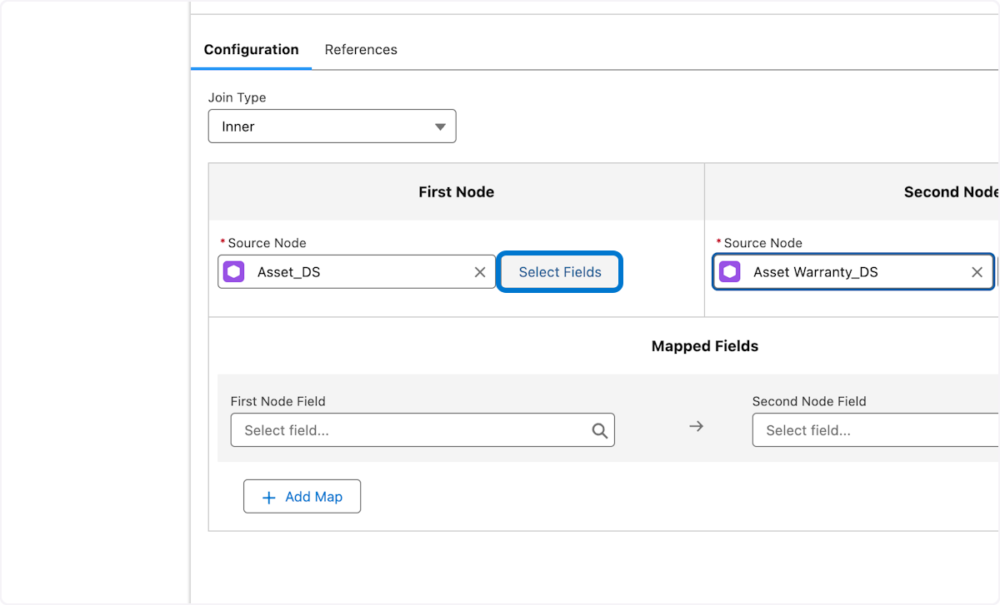 Configuration References
Join Type
Inner
First Node Second Node
* Source Node * Source Node
Asset_DS Select Fields Asset Warranty_DS
Mapped Fields
First Node Field Second Node Field
Select field... Select field...
Add Map